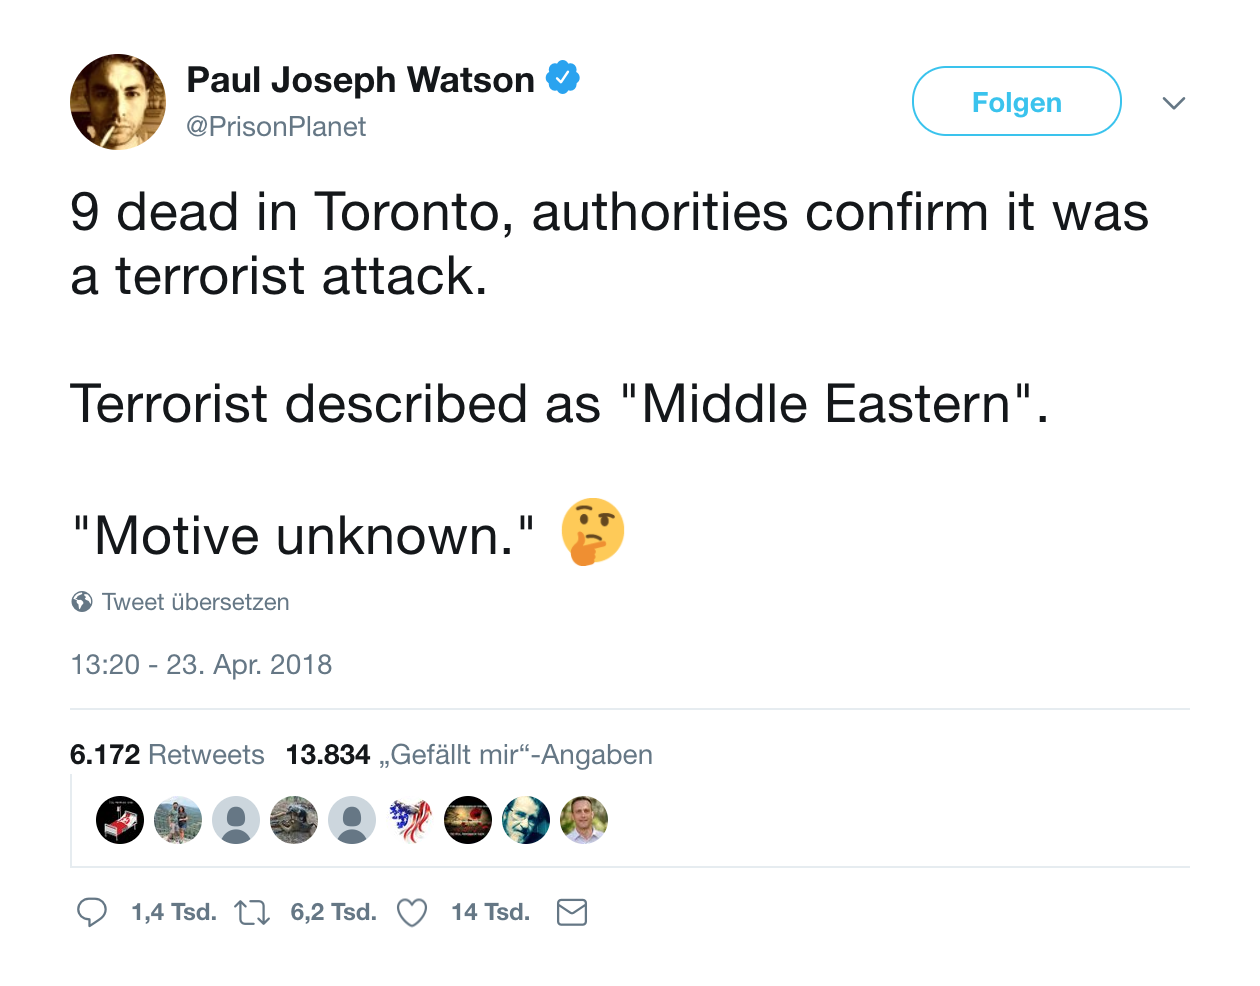 Paul Joseph Watson
@PrisonPlanet
Folgen
9 dead in Toronto, authorities confirm it was
a terrorist attack.
Terrorist described as "Middle Eastern".
"Motive unknown." 🤔
Tweet übersetzen
13:20 - 23. Apr. 2018
6.172 Retweets 13.834 „Gefällt mir“-Angaben
1,4 Tsd. 6,2 Tsd. 14 Tsd.